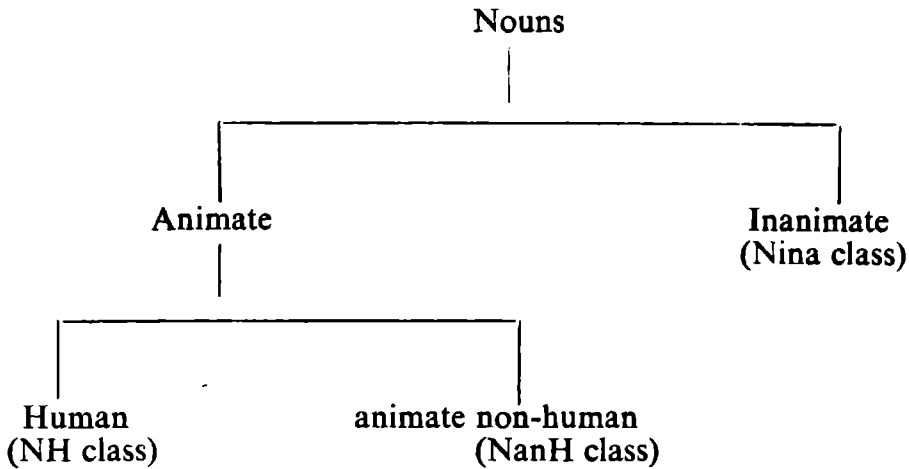 Nouns
Animate
Inanimate
(Nina class)
Human
(NH class)
animate non-human
(NanH class)